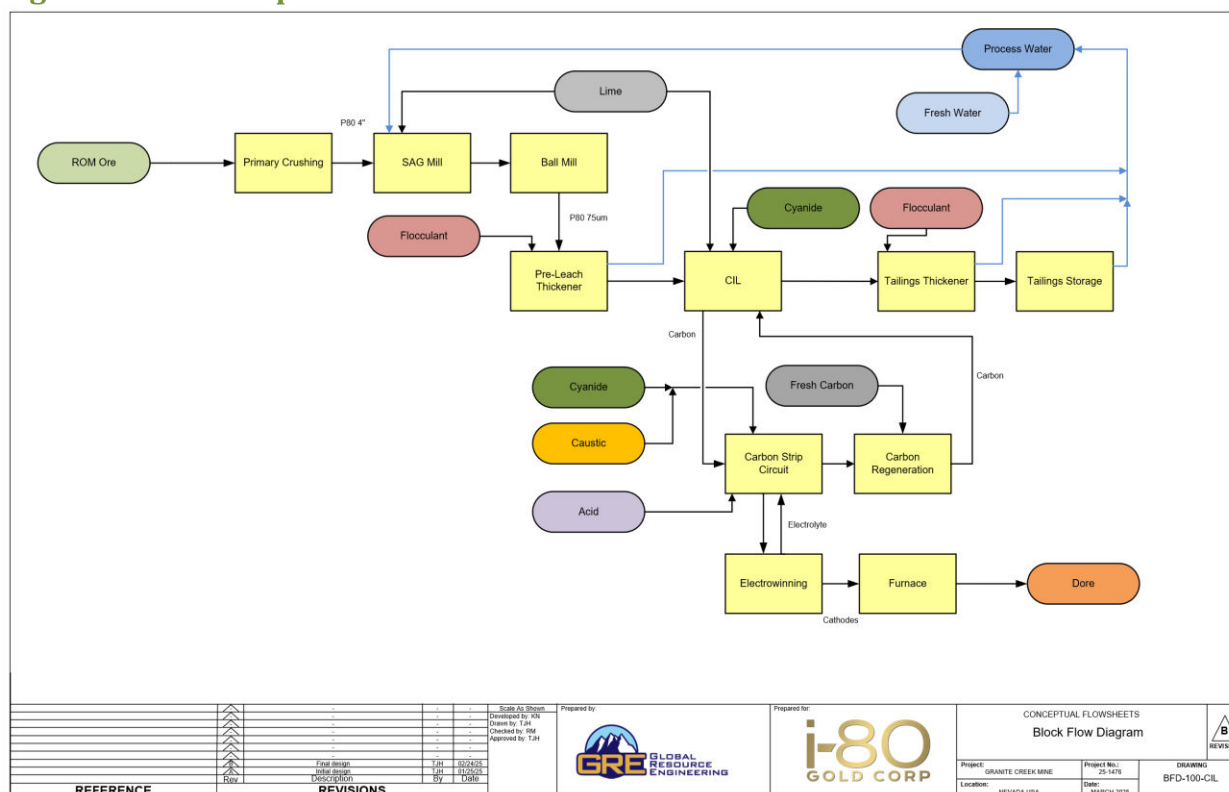 Process Water
Lime
Fresh Water
P80 4"
ROM Ore
Primary Crushing
SAG Mill
Ball Mill
P80 75um
Cyanide
Flocculant
Flocculant
Pre-Leach
Thickener
CIL
Tailings Thickener
Tailings Storage
Carbon
Carbon
Cyanide
Fresh Carbon
Caustic
Carbon Strip
Circuit
Carbon
Regeneration
Acid
Electrolyte
Electrowinning
Furnace
Dore
Cathodes
Scale As Shown
Developed by: KN
Drawn by: TJH
Checked by: RM
Approved by: TJH
B Final design TJH 02/24/25
A Initial design TJH 01/25/25
Rev Description By Date
REFERENCE REVISIONS
Prepared by:
GRE GLOBAL
RESOURCE
ENGINEERING
Prepared for:
i-80
GOLD CORP
CONCEPTUAL FLOWSHEETS
Block Flow Diagram
B
Project: GRANITE CREEK MINE
Project No.: 25-1476
DRAWING
BFD-100-CIL
Location:
Date: